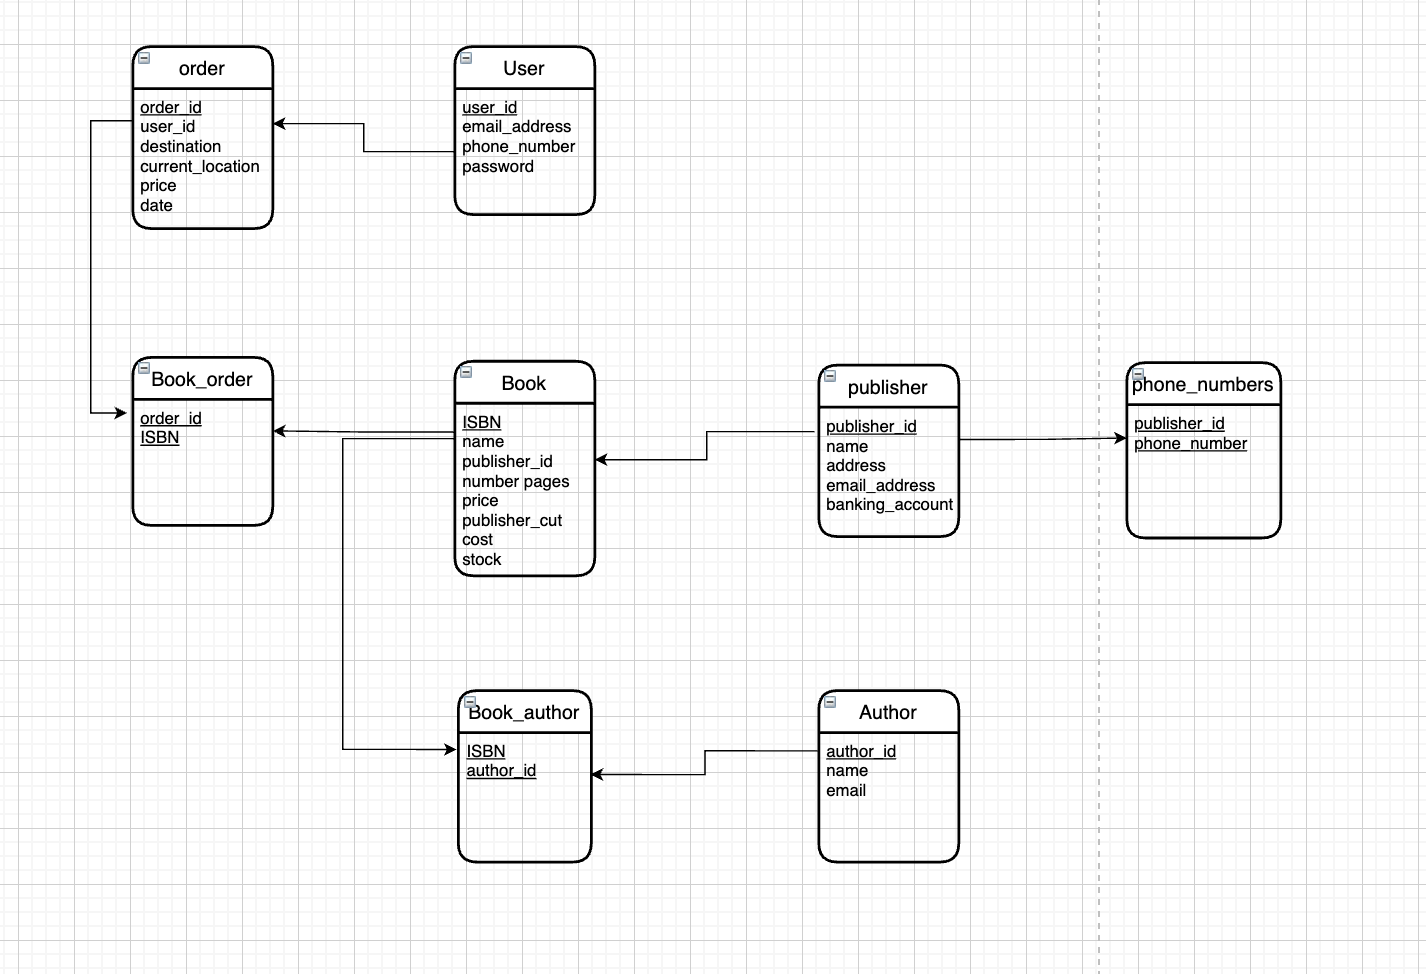 order
order_id
user_id
destination
current_location
price
date
User
user_id
email_address
phone_number
password
Book_order
order_id
ISBN
Book
ISBN
name
publisher_id
number pages
price
publisher_cut
cost
stock
publisher
publisher_id
name
address
email_address
banking_account
phone_numbers
publisher_id
phone_number
Book_author
ISBN
author_id
Author
author_id
name
email